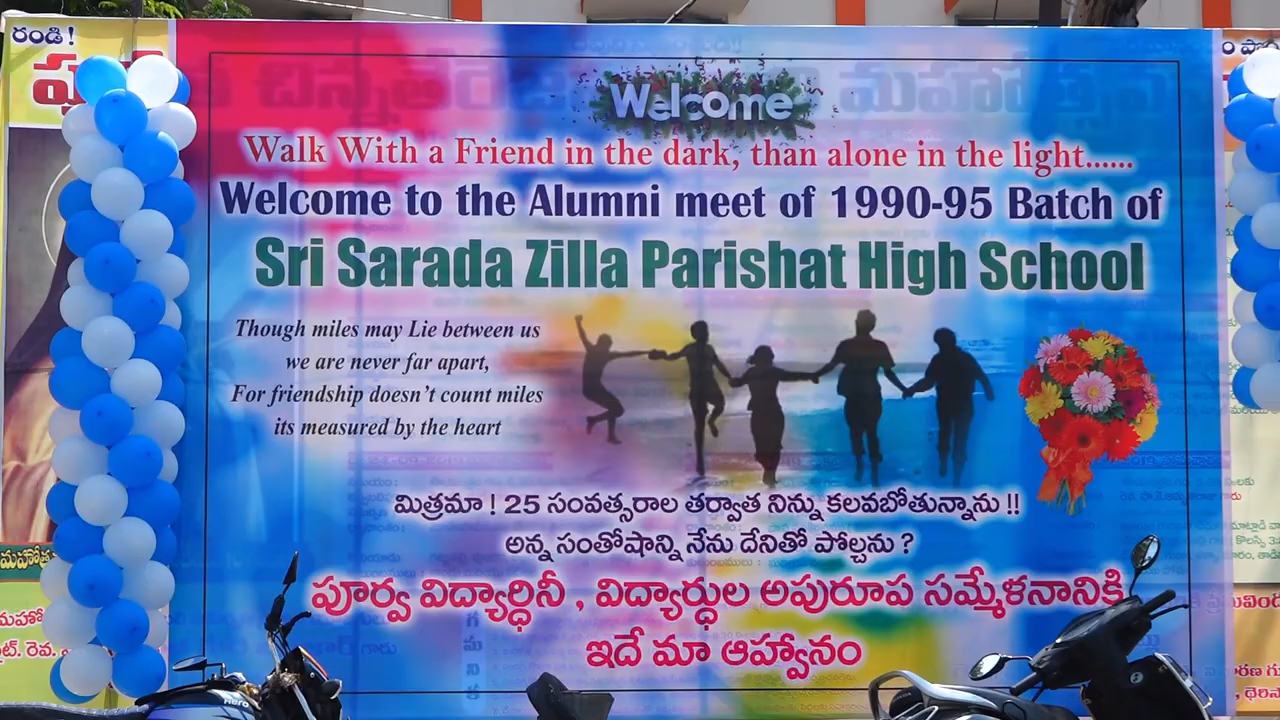 రండి!
Welcome
Walk With a Friend in the dark, than alone in the light......
Welcome to the Alumni meet of 1990-95 Batch of
Sri Sarada Zilla Parishat High School
Though miles may Lie between us
we are never far apart,
For friendship doesn't count miles
its measured by the heart
మిత్రమా ! 25 సంవత్సరాల తర్వాత నిన్ను కలవబోతున్నాను !!
అన్న సంతోషాన్ని నేను దేనితో పోల్చను ?
పూర్వ విద్యార్ధినీ , విద్యార్థుల అపురూప సమ్మేళనానికి
ఇదే మా ఆహ్వానం
Hero